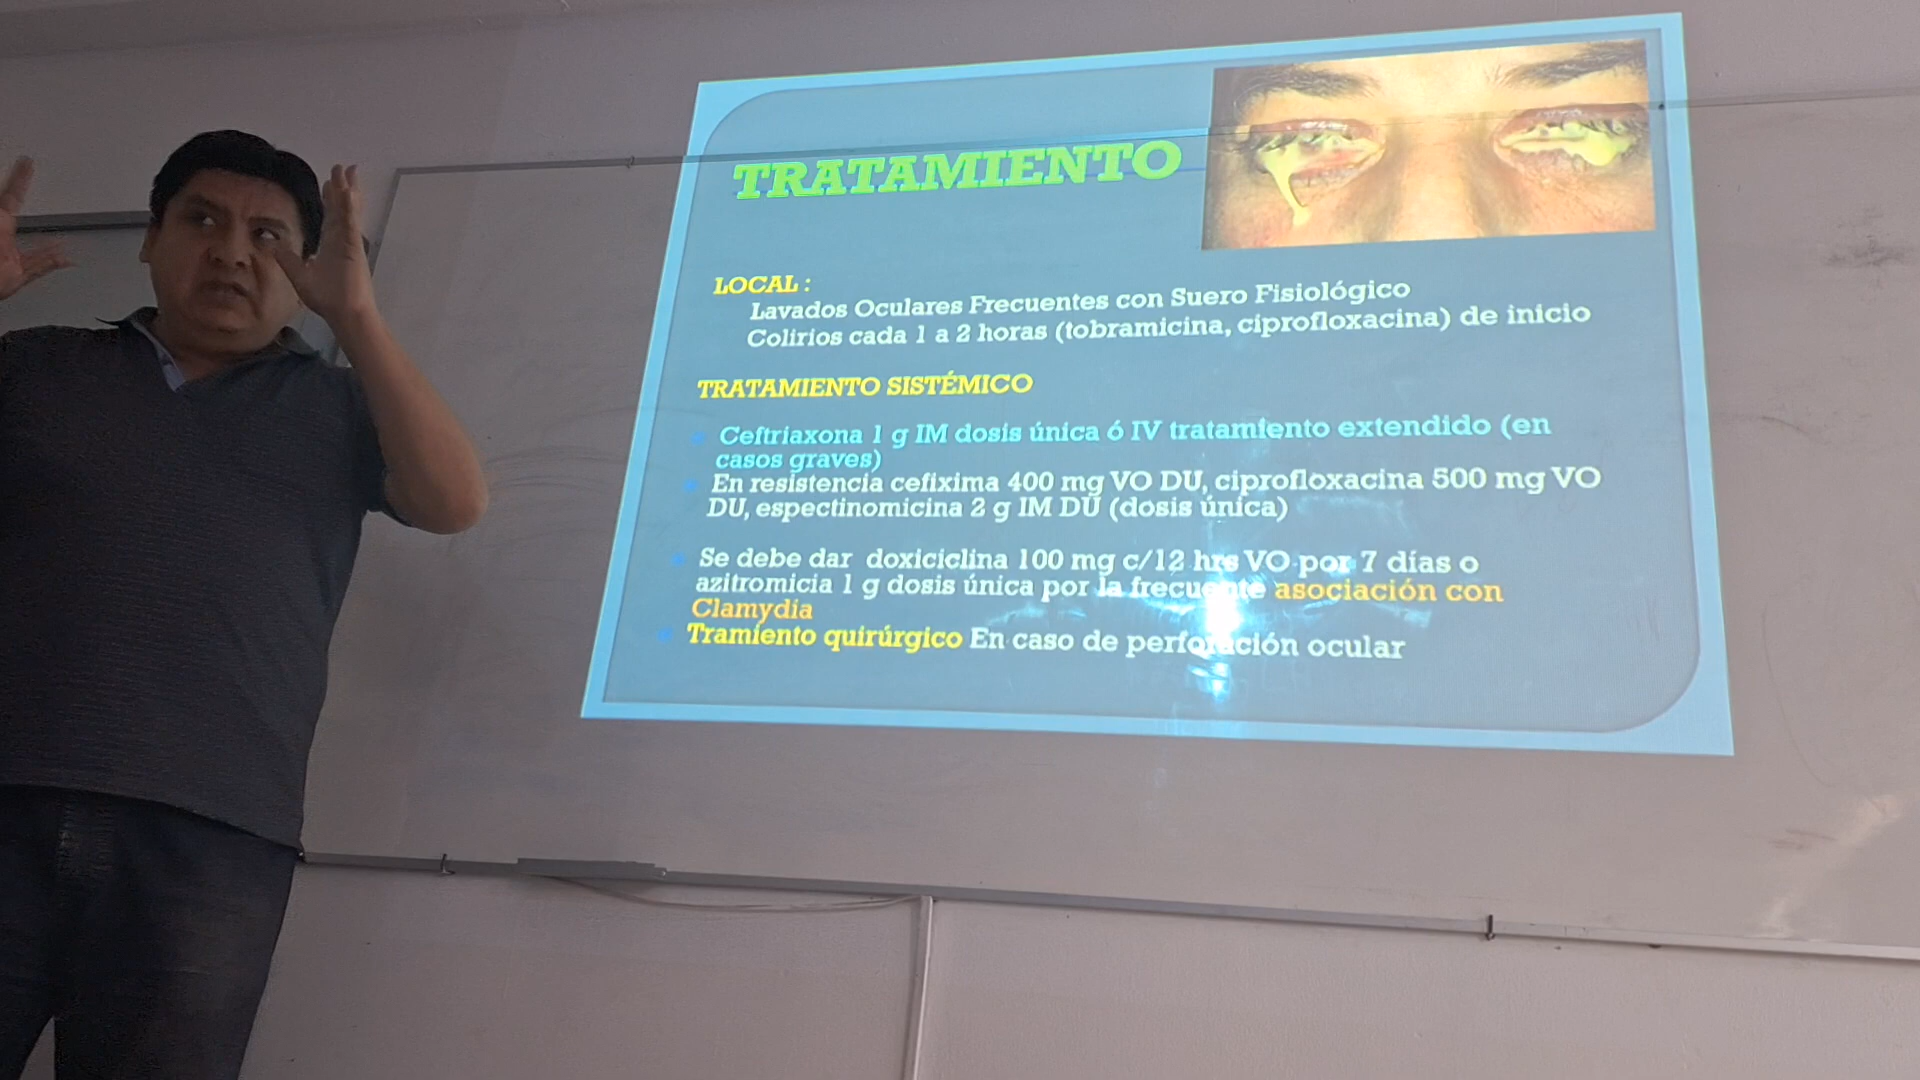 TRATAMIENTO
LOCAL :
Lavados Oculares Frecuentes con Suero Fisiológico
Colirios cada 1 a 2 horas (tobramicina, ciprofloxacina) de inicio
TRATAMIENTO SISTÉMICO
Ceftriaxona 1 g IM dosis única ó IV tratamiento extendido (en
casos graves)
En resistencia cefixima 400 mg VO DU, ciprofloxacina 500 mg VO
DU, espectinomicina 2 g IM DU (dosis única)
Se debe dar doxiciclina 100 mg c/12 hrs VO por 7 días o
azitromicia 1 g dosis única por la frecuente asociación con
Clamydia
Tramiento quirúrgico En caso de perforación ocular